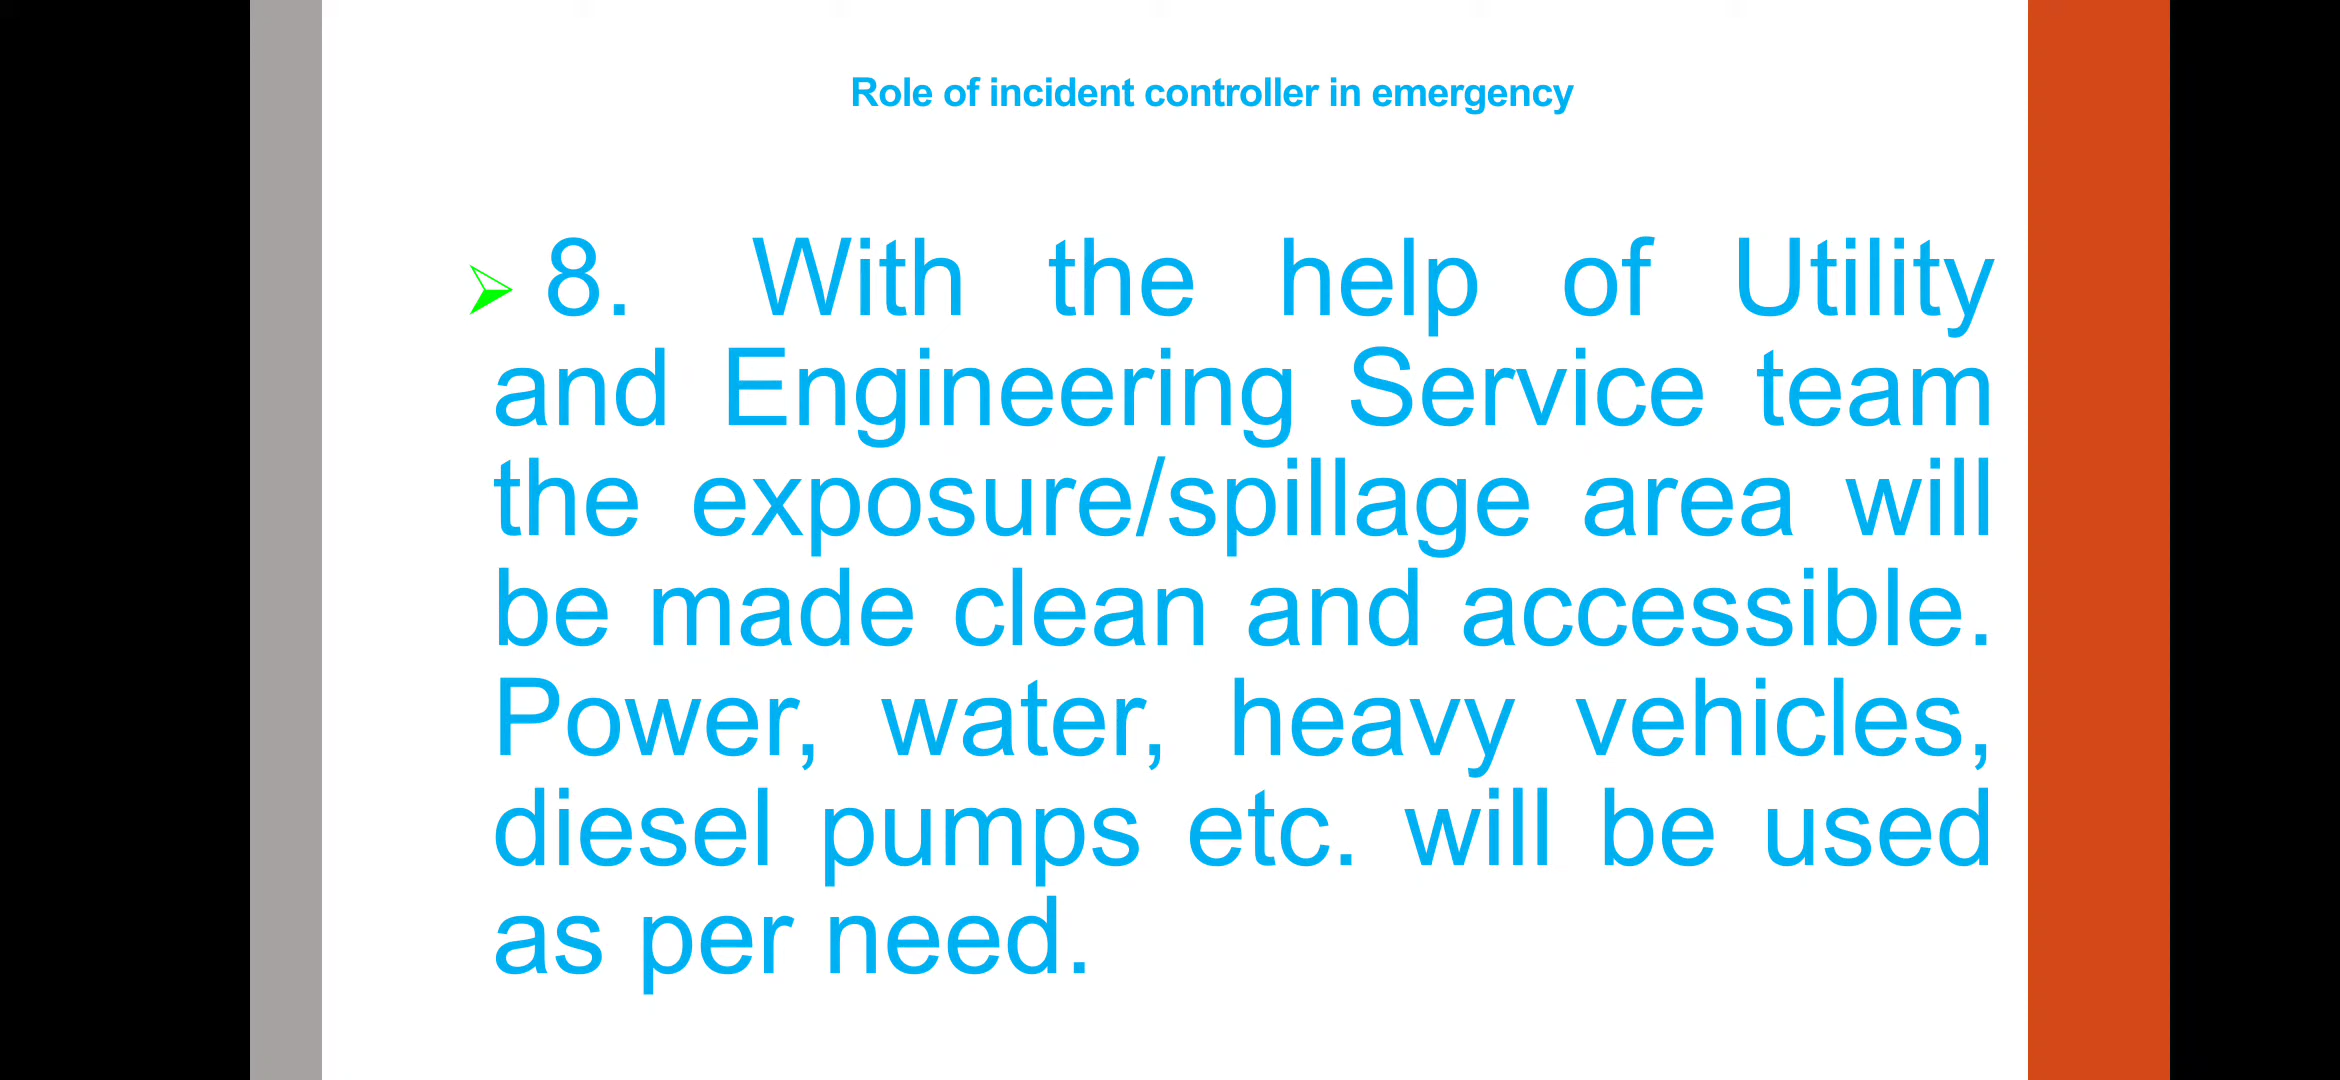 Role of incident controller in emergency
8. With the help of Utility
and Engineering Service team
the exposure/spillage area will
be made clean and accessible.
Power, water, heavy vehicles,
diesel pumps etc. will be used
as per need.